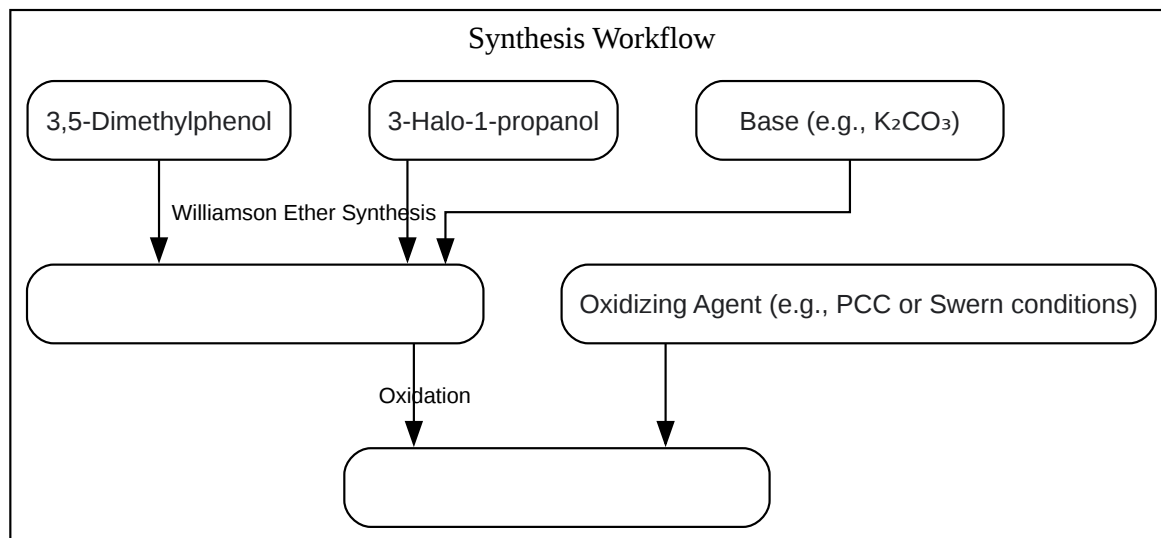 Synthesis Workflow
3,5-Dimethylphenol
3-Halo-1-propanol
Base (e.g., K₂CO₃)
Williamson Ether Synthesis
Oxidizing Agent (e.g., PCC or Swern conditions)
Oxidation